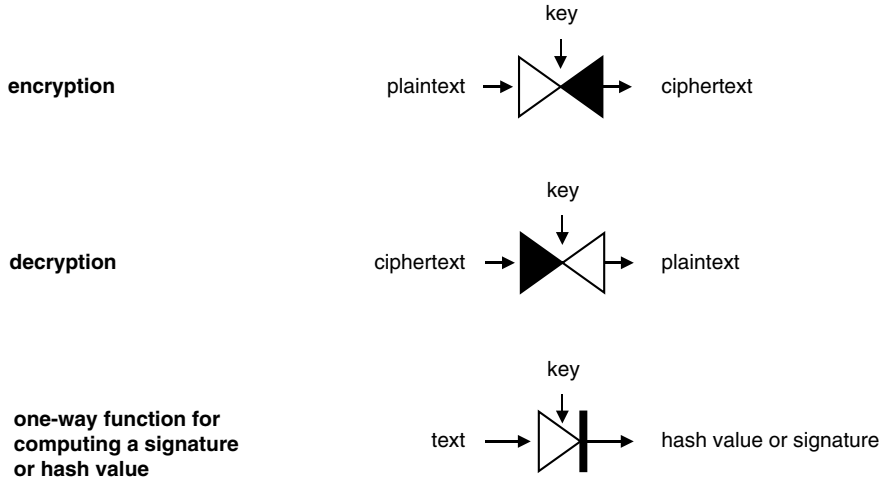 key
encryption
plaintext
ciphertext
key
decryption
ciphertext
plaintext
key
one-way function for
computing a signature
or hash value
text
hash value or signature